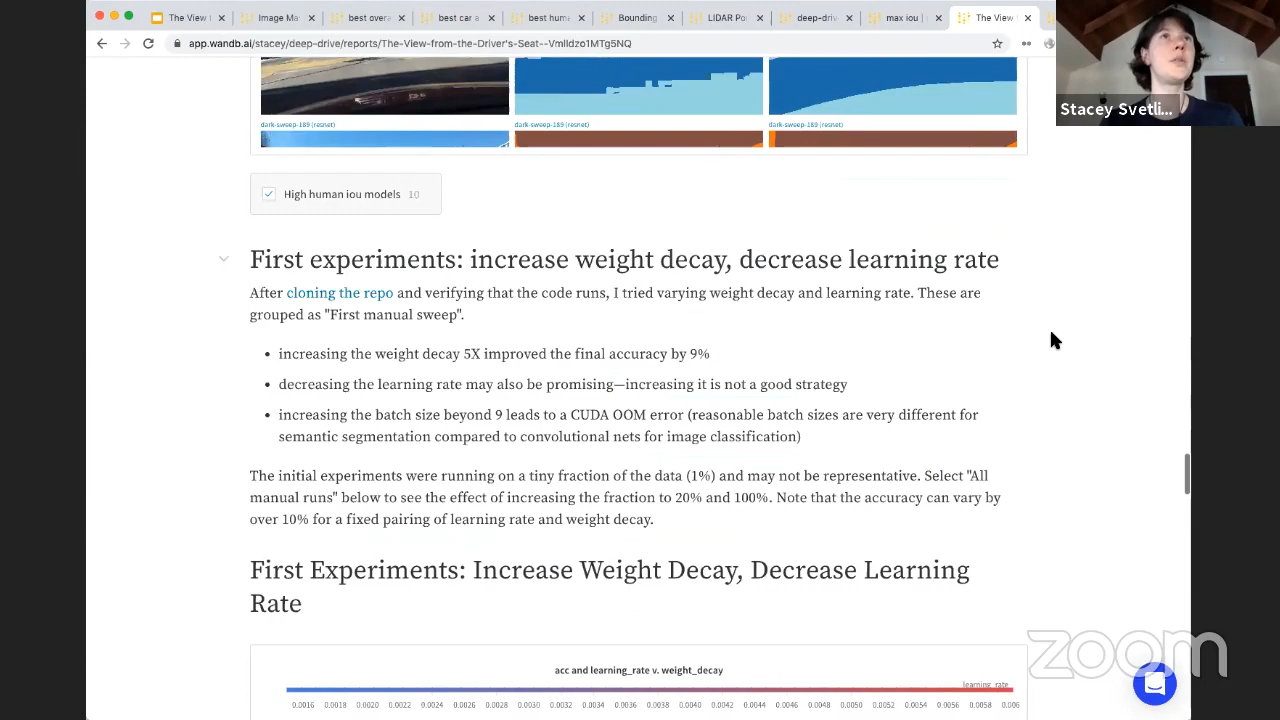 The View
Image Ma
best over
best car a
best huma
Bounding
LIDAR Po
deep-driv
max iou |
The View
app.wandb.ai/stacey/deep-drive/reports/The-View-from-the-Driver's-Seat--VmlldzoxMTg5NQ
Stacey Svetli...
dark-sweep-189 (resnet)
dark-sweep-189 (resnet)
dark-sweep-189 (resnet)
High human iou models 10
First experiments: increase weight decay, decrease learning rate
After cloning the repo and verifying that the code runs, I tried varying weight decay and learning rate. These are
grouped as "First manual sweep".
• increasing the weight decay 5X improved the final accuracy by 9%
• decreasing the learning rate may also be promising—increasing it is not a good strategy
• increasing the batch size beyond 9 leads to a CUDA OOM error (reasonable batch sizes are very different for
semantic segmentation compared to convolutional nets for image classification)
The initial experiments were running on a tiny fraction of the data (1%) and may not be representative. Select "All
manual runs" below to see the effect of increasing the fraction to 20% and 100%. Note that the accuracy can vary by
over 10% for a fixed pairing of learning rate and weight decay.
First Experiments: Increase Weight Decay, Decrease Learning
Rate
acc and learning_rate v. weight_decay
learning_rate
0.0018 0.0020 0.0022 0.0024 0.0026 0.0028 0.0030 0.0032 0.0034 0.0036 0.0038 0.0040 0.0042 0.0044 0.0046 0.0048 0.0050 0.0052 0.0054 0.0056 0.0058 0.006
zoom